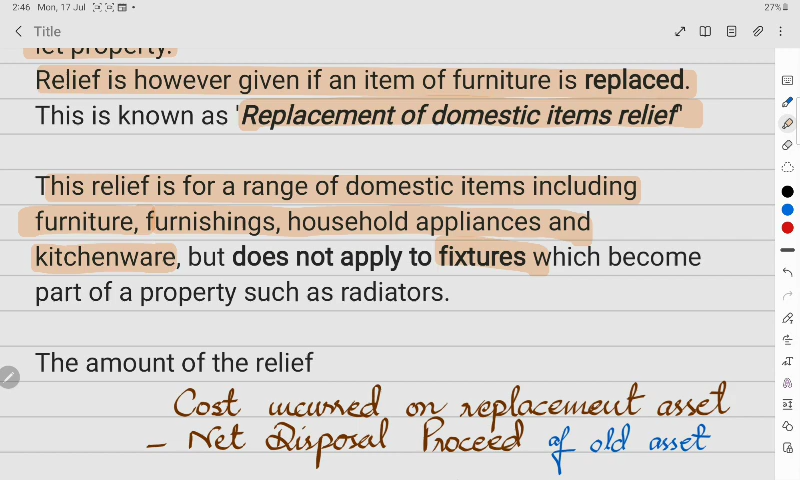 2:46 Mon, 17 Jul
27%
Title
let property.
Relief is however given if an item of furniture is replaced.
This is known as 'Replacement of domestic items relief'
This relief is for a range of domestic items including
furniture, furnishings, household appliances and
kitchenware, but does not apply to fixtures which become
part of a property such as radiators.
The amount of the relief
Cost incurred on replacement asset
- Net Disposal Proceed of old asset